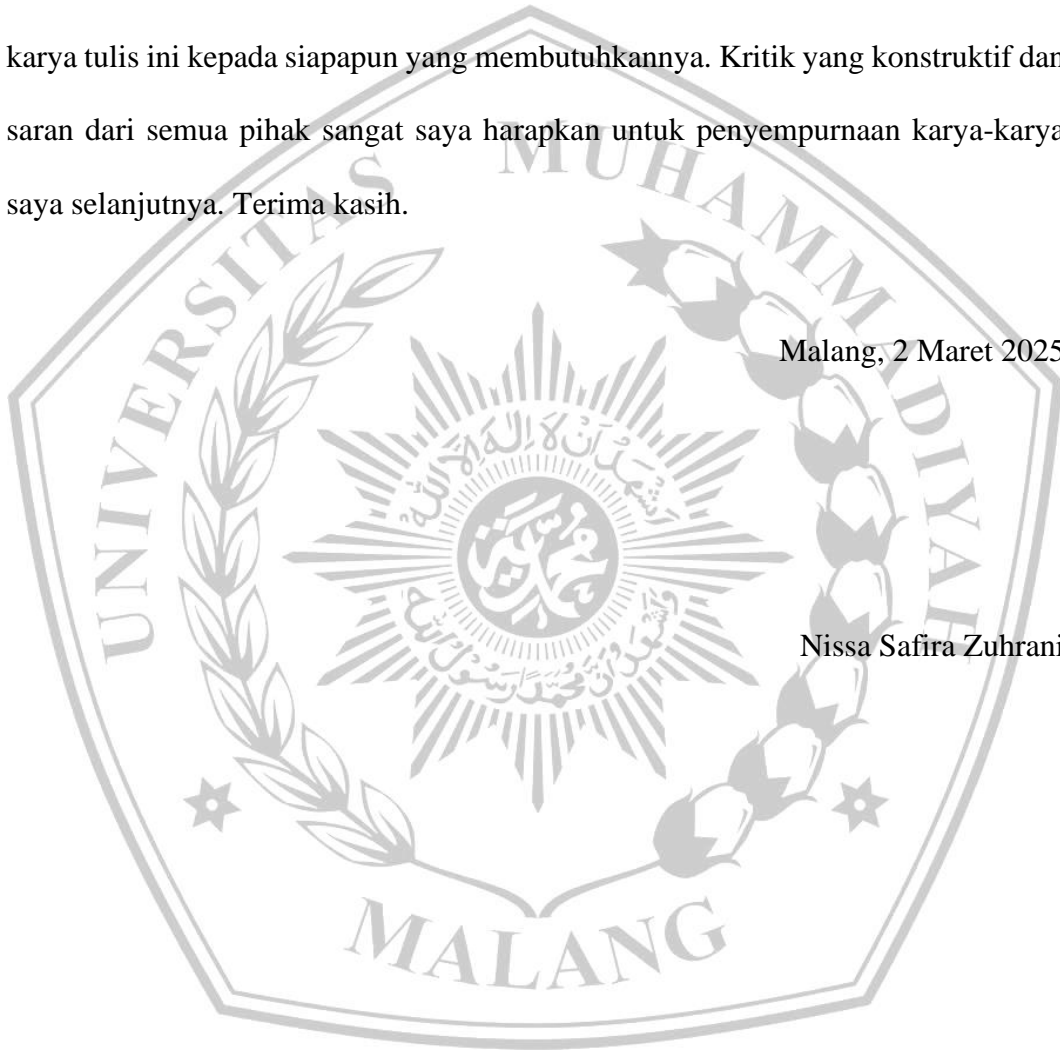 karya tulis ini kepada siapapun yang membutuhkannya. Kritik yang konstruktif dan
saran dari semua pihak sangat saya harapkan untuk penyempurnaan karya-karya
saya selanjutnya. Terima kasih.
UNIVERSITAS MUHAMMADIYAH
Malang, 2 Maret 2025
Nissa Safira Zuhrani
MALANG